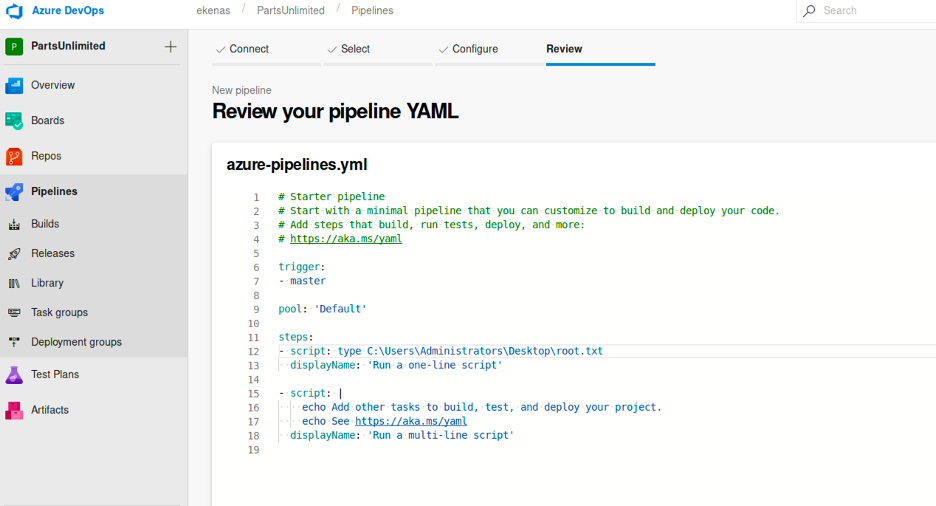 Azure DevOps
ekenas / PartsUnlimited / Pipelines
Search
P PartsUnlimited +
Overview
Boards
Repos
Pipelines
Builds
Releases
Library
Task groups
Deployment groups
Test Plans
Artifacts
Connect Select Configure Review
New pipeline
Review your pipeline YAML
azure-pipelines.yml
1 # Starter pipeline
2 # Start with a minimal pipeline that you can customize to build and deploy your code.
3 # Add steps that build, run tests, deploy, and more:
4 # https://aka.ms/yaml
5
6 trigger:
7 - master
8
9 pool: 'Default'
10
11 steps:
12 - script: type C:\Users\Administrators\Desktop\root.txt
13   displayName: 'Run a one-line script'
14
15 - script: |
16     echo Add other tasks to build, test, and deploy your project.
17     echo See https://aka.ms/yaml
18   displayName: 'Run a multi-line script'
19